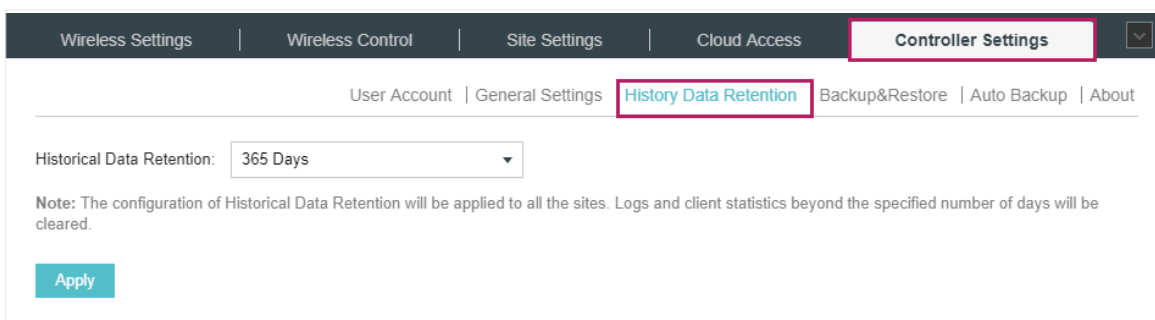 Wireless Settings | Wireless Control | Site Settings | Cloud Access Controller Settings
User Account | General Settings History Data Retention Backup&Restore | Auto Backup | About
Historical Data Retention: 365 Days
Note: The configuration of Historical Data Retention will be applied to all the sites. Logs and client statistics beyond the specified number of days will be
cleared.
Apply